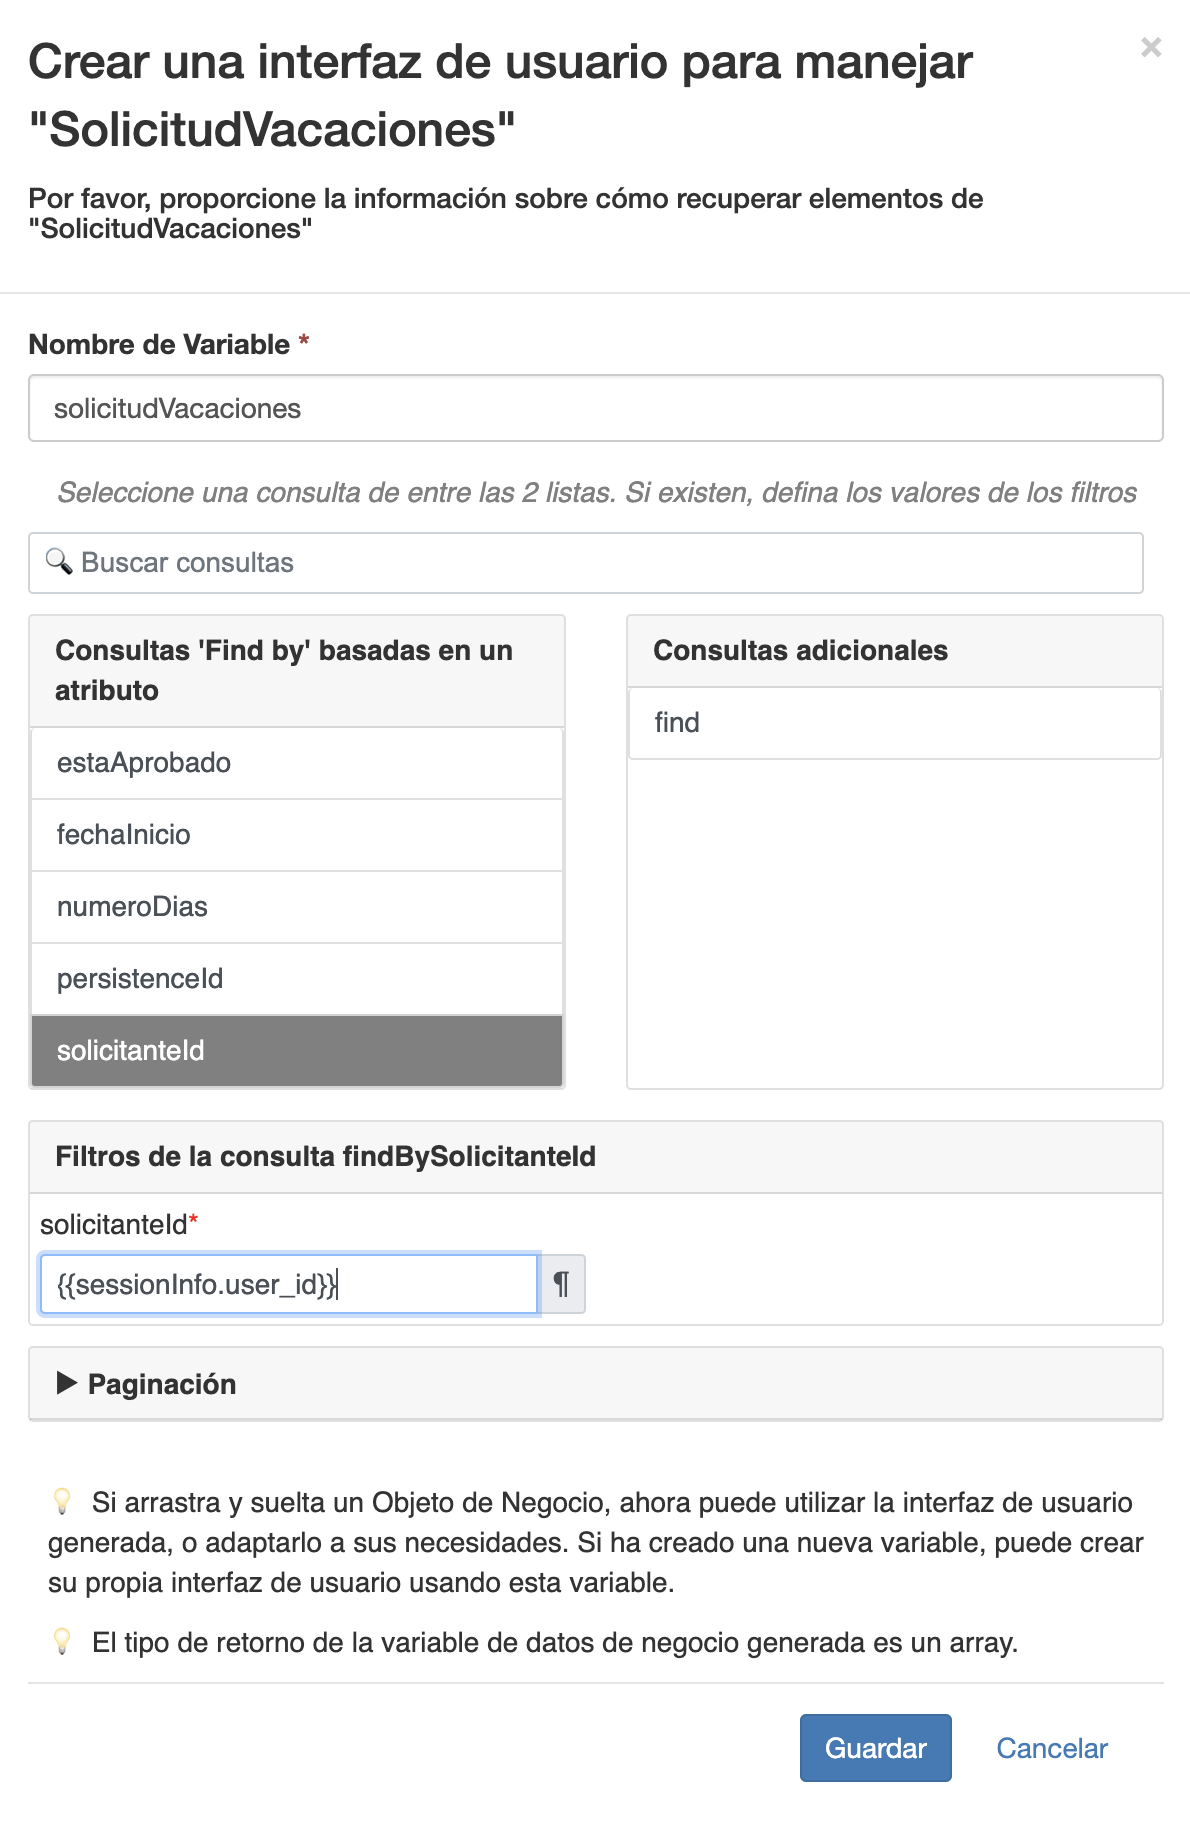 Crear una interfaz de usuario para manejar
"SolicitudVacaciones"
×
Por favor, proporcione la información sobre cómo recuperar elementos de
"SolicitudVacaciones"
Nombre de Variable *
solicitudVacaciones
Seleccione una consulta de entre las 2 listas. Si existen, defina los valores de los filtros
🔍 Buscar consultas
Consultas 'Find by' basadas en un
atributo
estaAprobado
fechaInicio
numeroDias
persistenceId
solicitanteId
Consultas adicionales
find
Filtros de la consulta findBySolicitanteId
solicitanteId*
{{sessionInfo.user_id}}
¶
▶ Paginación
💡 Si arrastra y suelta un Objeto de Negocio, ahora puede utilizar la interfaz de usuario
generada, o adaptarlo a sus necesidades. Si ha creado una nueva variable, puede crear
su propia interfaz de usuario usando esta variable.
💡 El tipo de retorno de la variable de datos de negocio generada es un array.
Guardar
Cancelar